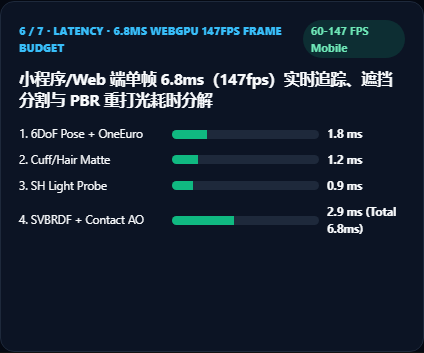 6 / 7 · LATENCY · 6.8MS WEBGPU 147FPS FRAME
BUDGET
60-147 FPS
Mobile
小程序/Web 端单帧 6.8ms（147fps）实时追踪、遮挡
分割与 PBR 重打光耗时分解
1. 6DoF Pose + OneEuro
1.8 ms
2. Cuff/Hair Matte
1.2 ms
3. SH Light Probe
0.9 ms
4. SVBRDF + Contact AO
2.9 ms (Total
6.8ms)